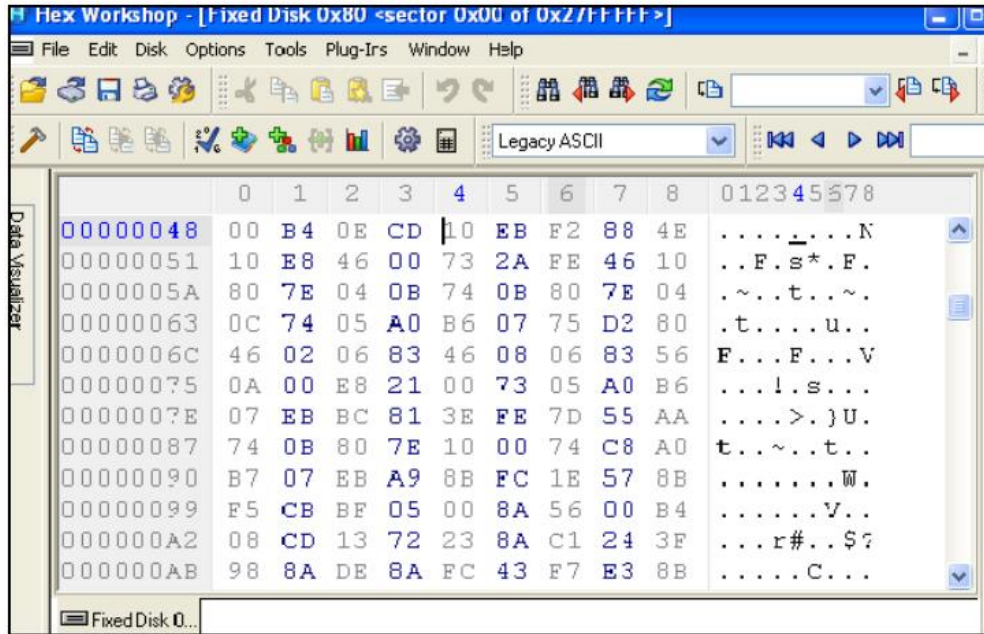 Hex Workshop - [Fixed Disk 0x80 <sector 0x00 of 0x27FFFFF>]
File Edit Disk Options Tools Plug-Ins Window Help
Legacy ASCII
Data Visualizer
0 1 2 3 4 5 6 7 8 012345678
00000048 00 B4 0E CD 10 EB F2 88 4E ........N
00000051 10 E8 46 00 73 2A FE 46 10 ..F.s*.F.
0000005A 80 7E 04 0B 74 0B 80 7E 04 .~..t..~.
00000063 0C 74 05 A0 B6 07 75 D2 80 .t....u..
0000006C 46 02 06 83 46 08 06 83 56 F...F...V
00000075 0A 00 E8 21 00 73 05 A0 B6 ...!.s...
0000007E 07 EB BC 81 3E FE 7D 55 AA ....>.}U.
00000087 74 0B 80 7E 10 00 74 C8 A0 t..~..t..
00000090 B7 07 EB A9 8B FC 1E 57 8B .......W.
00000099 F5 CB BF 05 00 8A 56 00 B4 ......V..
000000A2 08 CD 13 72 23 8A C1 24 3F ...r#..$?
000000AB 98 8A DE 8A FC 43 F7 E3 8B .....C...
Fixed Disk 0...